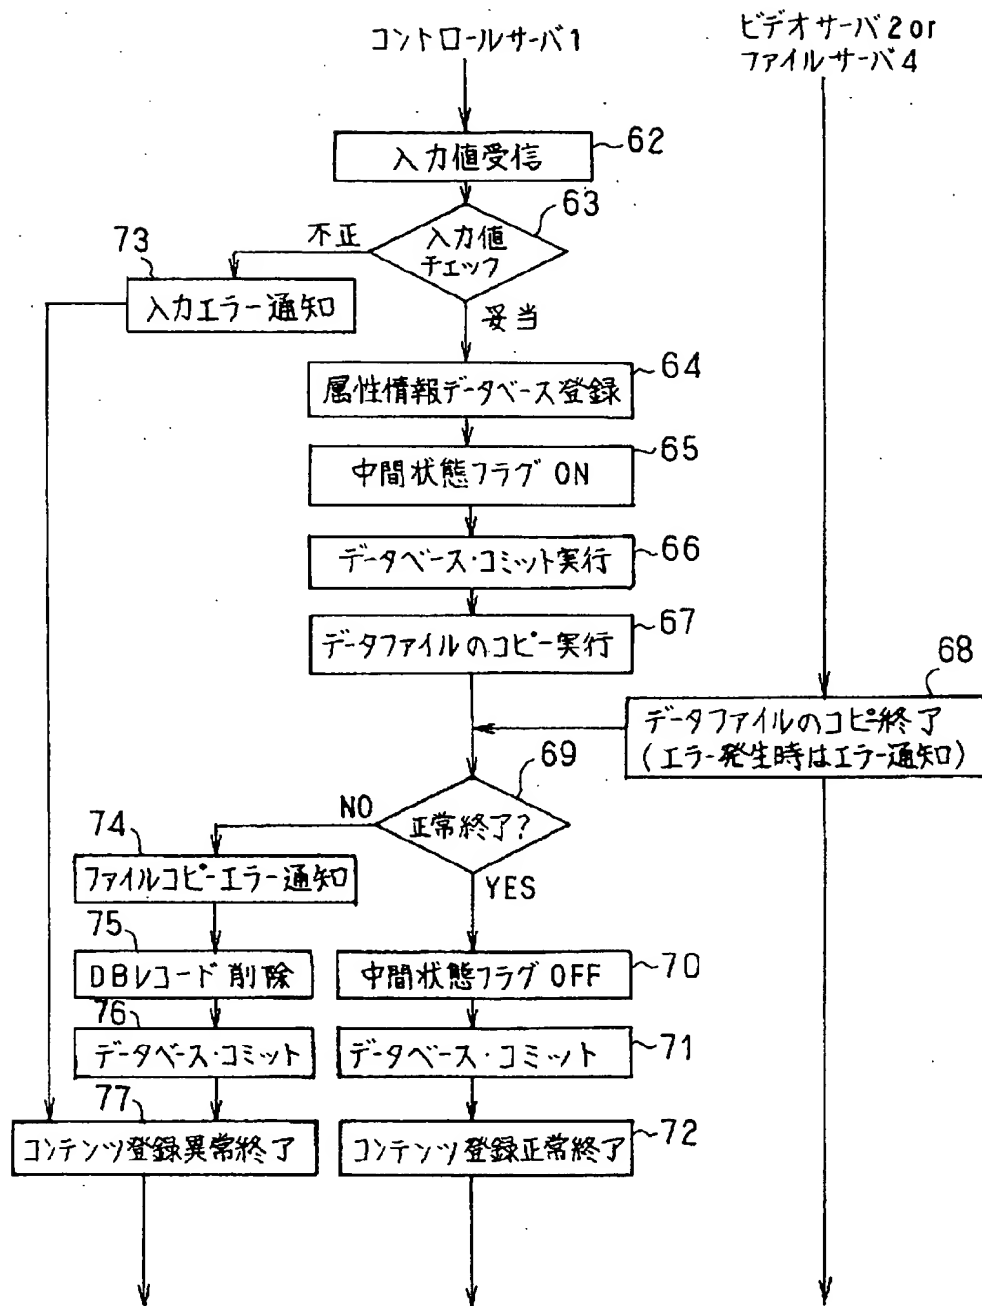 コントロールサーバ1
ビデオサーバ2or
ファイルサーバ4
入力値受信
62
63
入力値
チェック
不正
73
入力エラー通知
妥当
64
属性情報データベース登録
65
中間状態フラグ ON
66
データベース・コミット実行
67
データファイルのコピー実行
68
データファイルのコピー終了
(エラー発生時はエラー通知)
69
正常終了?
NO
YES
74
ファイルコピーエラー通知
75
DBレコード削除
中間状態フラグ OFF
70
76
データベース・コミット
データベース・コミット
71
77
コンテンツ登録異常終了
コンテンツ登録正常終了
72